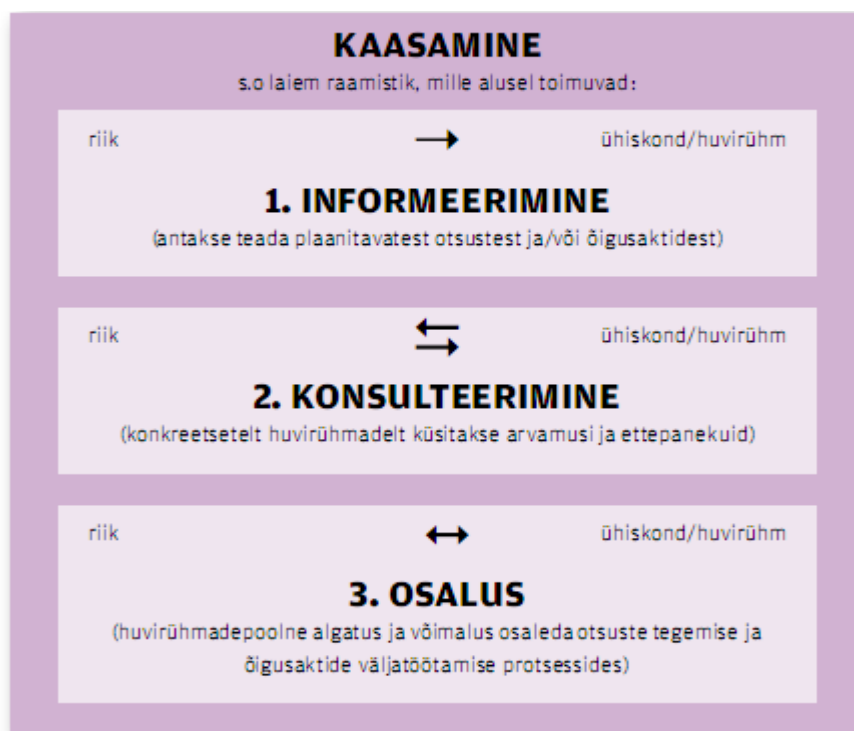 KAASAMINE
s.o laiem raamistik, mille alusel toimuvad:
riik → ühiskond/huvirühm
1. INFORMEERIMINE
(antakse teada plaanitavatest otsustest ja/või õigusaktidest)
riik ⇆ ühiskond/huvirühm
2. KONSULTEERIMINE
(konkreetsetelt huvirühmadelt küsitakse arvamusi ja ettepanekuid)
riik ↔ ühiskond/huvirühm
3. OSALUS
(huvirühmadepoolne algatus ja võimalus osaleda otsuste tegemise ja
õigusaktide väljatöötamise protsessides)